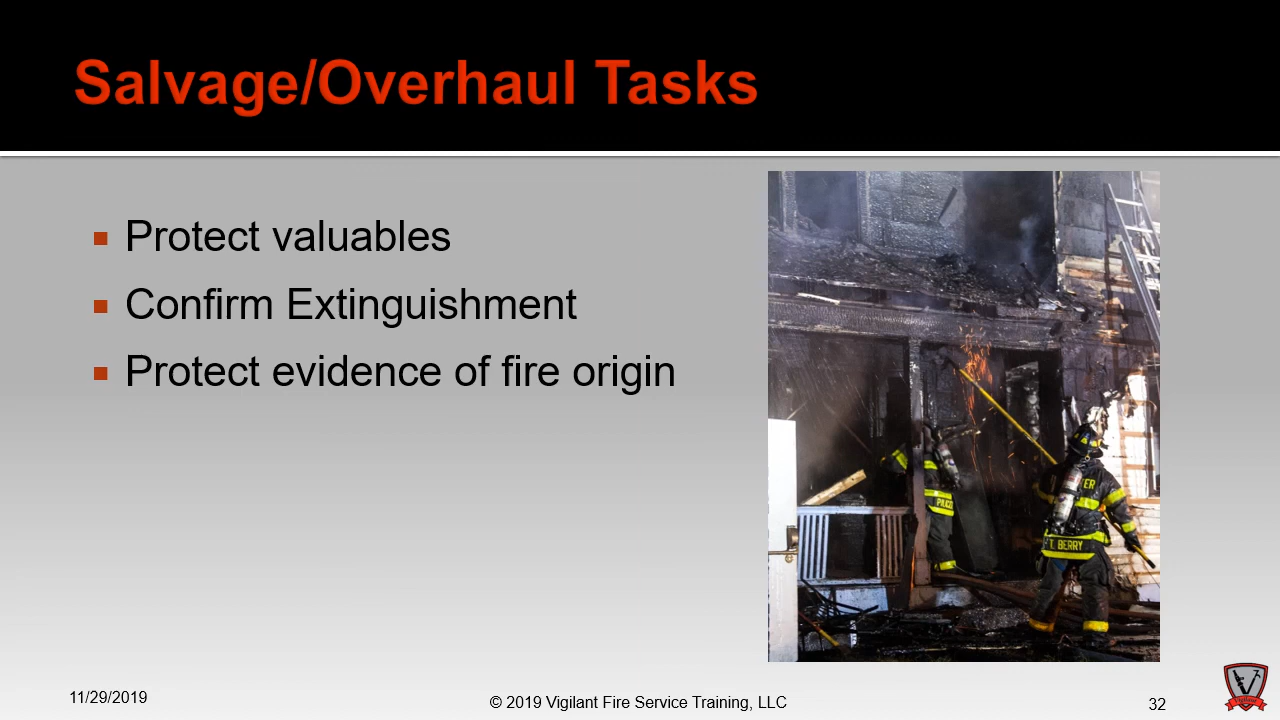 Salvage/Overhaul Tasks
Protect valuables
Confirm Extinguishment
Protect evidence of fire origin
T. BERRY
11/29/2019
© 2019 Vigilant Fire Service Training, LLC
32
Vigilant